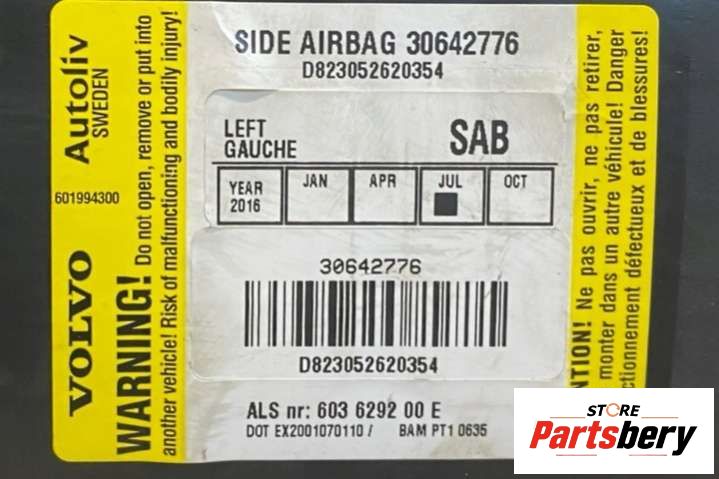 SIDE AIRBAG 30642776
D823052620354
LEFT
GAUCHE
SAB
YEAR
2016
JAN
APR
JUL
OCT
30642776
D823052620354
ALS nr: 603 6292 00 E
DOT EX2001070110 / BAM PT1 0635
Autoliv
SWEDEN
601994300
VOLVO
WARNING! Do not open, remove or put into
another vehicle! Risk of malfunctioning and bodily injury!
NTION! Ne pas ouvrir, ne pas retirer,
monter dans un autre véhicule! Danger
ctionnement défectueux et de blessures!
STORE
Partsbery